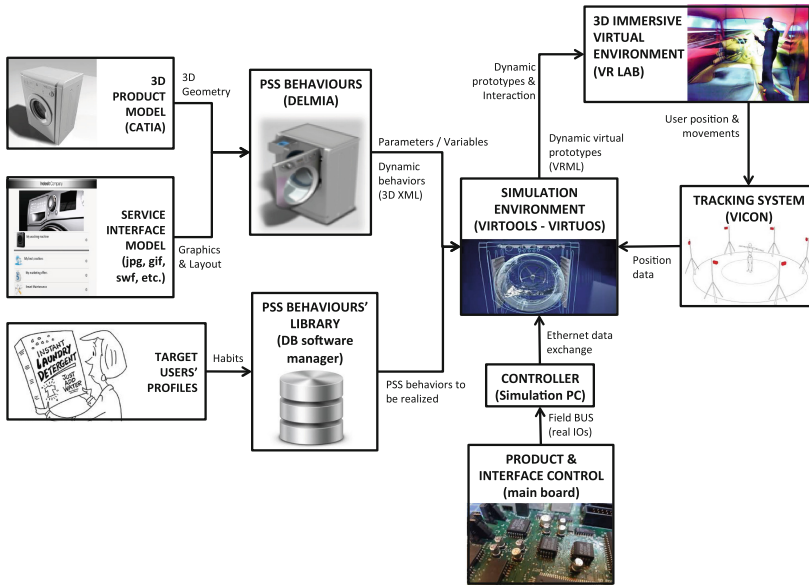 3D
PRODUCT
MODEL
(CATIA)
3D
Geometry
SERVICE
INTERFACE
MODEL
(jpg, gif,
swf, etc.)
Graphics
& Layout
TARGET
USERS'
PROFILES
INSTANT
LAUNDRY
DETERGENT
JUST
ADD
WATER
Habits
PSS BEHAVIOURS
(DELMIA)
Parameters / Variables
Dynamic
behaviors
(3D XML)
PSS BEHAVIOURS'
LIBRARY
(DB software
manager)
PSS behaviors to
be realized
SIMULATION
ENVIRONMENT
(VIRTOOLS - VIRTUOS)
Dynamic
prototypes &
Interaction
Dynamic virtual
prototypes
(VRML)
3D IMMERSIVE
VIRTUAL
ENVIRONMENT
(VR LAB)
User position &
movements
TRACKING SYSTEM
(VICON)
Position
data
Ethernet data
exchange
CONTROLLER
(Simulation PC)
Field BUS
(real IOs)
PRODUCT &
INTERFACE CONTROL
(main board)